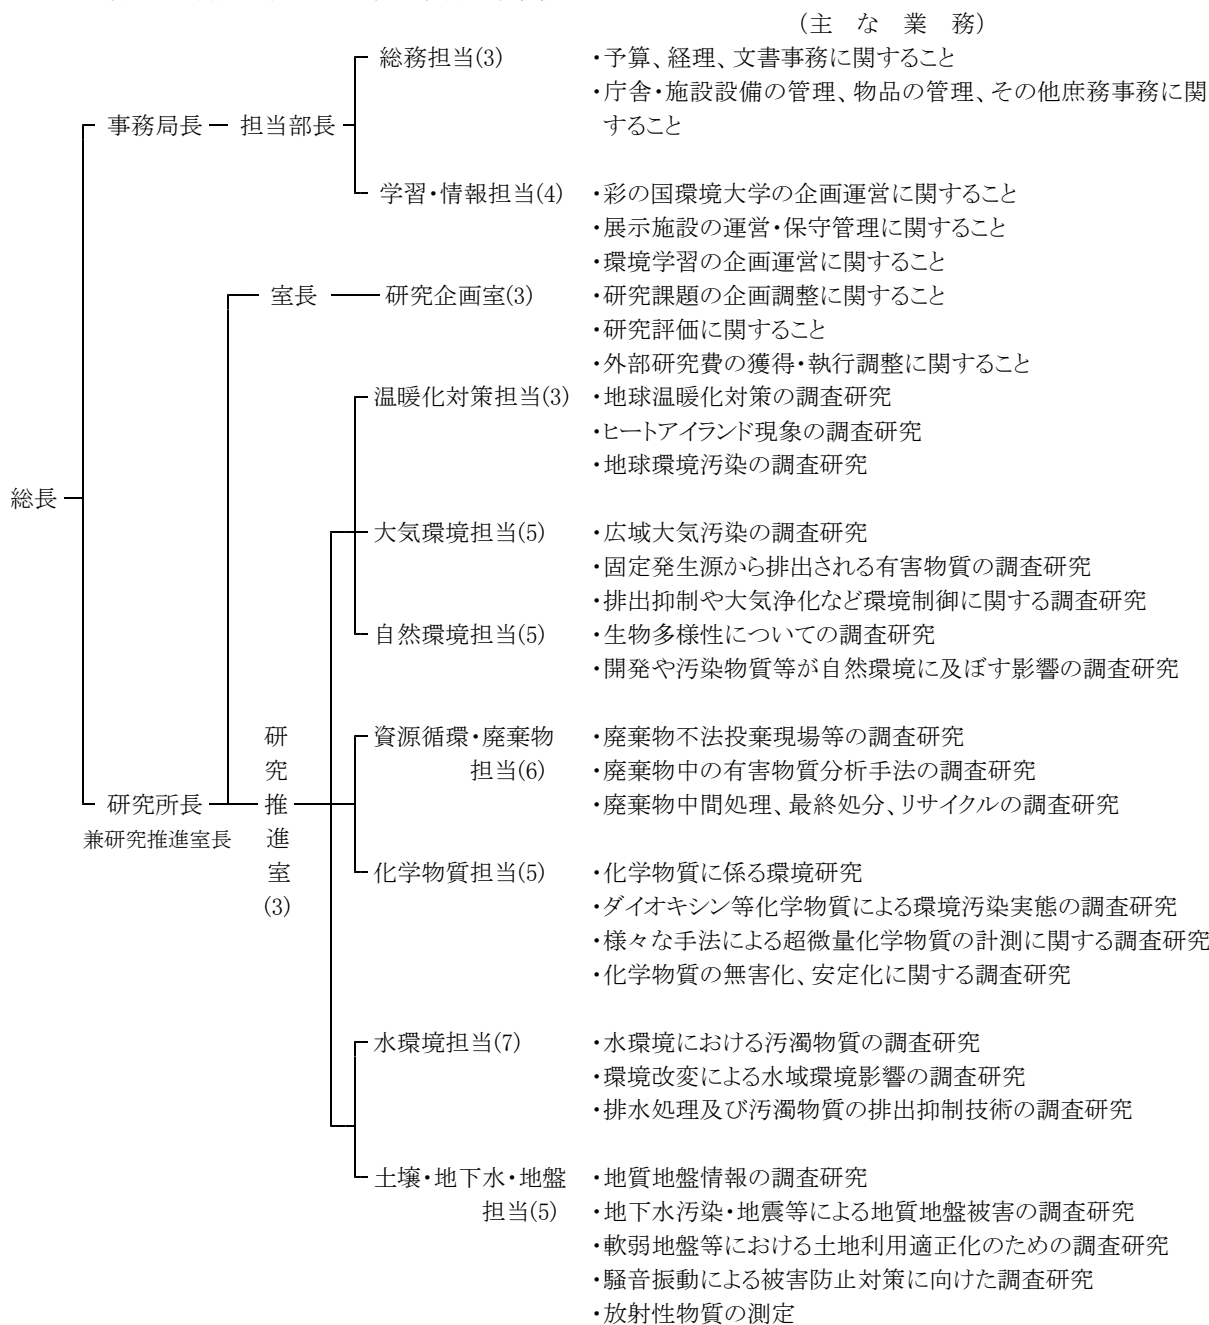 (主 な 業 務)
総務担当(3) ・予算、経理、文書事務に関すること
・庁舎・施設設備の管理、物品の管理、その他庶務事務に関
事務局長 担当部長 すること
学習・情報担当(4) ・彩の国環境大学の企画運営に関すること
・展示施設の運営・保守管理に関すること
・環境学習の企画運営に関すること
室長 研究企画室(3) ・研究課題の企画調整に関すること
・研究評価に関すること
・外部研究費の獲得・執行調整に関すること
温暖化対策担当(3) ・地球温暖化対策の調査研究
・ヒートアイランド現象の調査研究
・地球環境汚染の調査研究
総長
大気環境担当(5) ・広域大気汚染の調査研究
・固定発生源から排出される有害物質の調査研究
・排出抑制や大気浄化など環境制御に関する調査研究
自然環境担当(5) ・生物多様性についての調査研究
・開発や汚染物質等が自然環境に及ぼす影響の調査研究
研 資源循環・廃棄物 ・廃棄物不法投棄現場等の調査研究
究 担当(6) ・廃棄物中の有害物質分析手法の調査研究
研究所長 推 ・廃棄物中間処理、最終処分、リサイクルの調査研究
兼研究推進室長 進
室 化学物質担当(5) ・化学物質に係る環境研究
(3) ・ダイオキシン等化学物質による環境汚染実態の調査研究
・様々な手法による超微量化学物質の計測に関する調査研究
・化学物質の無害化、安定化に関する調査研究
水環境担当(7) ・水環境における汚濁物質の調査研究
・環境改変による水域環境影響の調査研究
・排水処理及び汚濁物質の排出抑制技術の調査研究
土壌・地下水・地盤 ・地質地盤情報の調査研究
担当(5) ・地下水汚染・地震等による地質地盤被害の調査研究
・軟弱地盤等における土地利用適正化のための調査研究
・騒音振動による被害防止対策に向けた調査研究
・放射性物質の測定